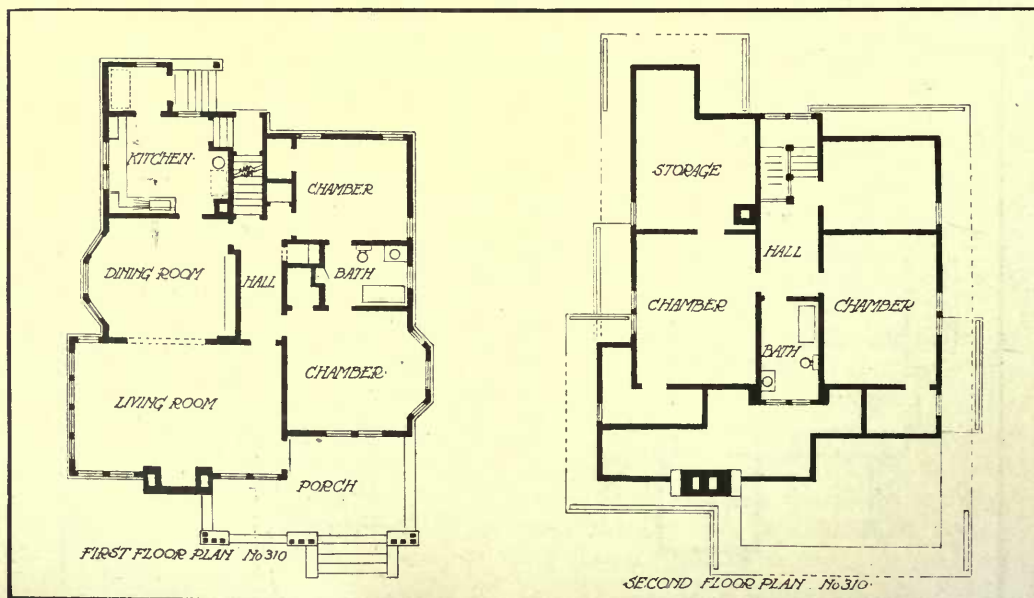 KITCHEN
CHAMBER
DINING ROOM
HALL
BATH
CHAMBER
LIVING ROOM
PORCH
FIRST FLOOR PLAN No 310
STORAGE
HALL
CHAMBER
CHAMBER
BATH
SECOND FLOOR PLAN. No 310.